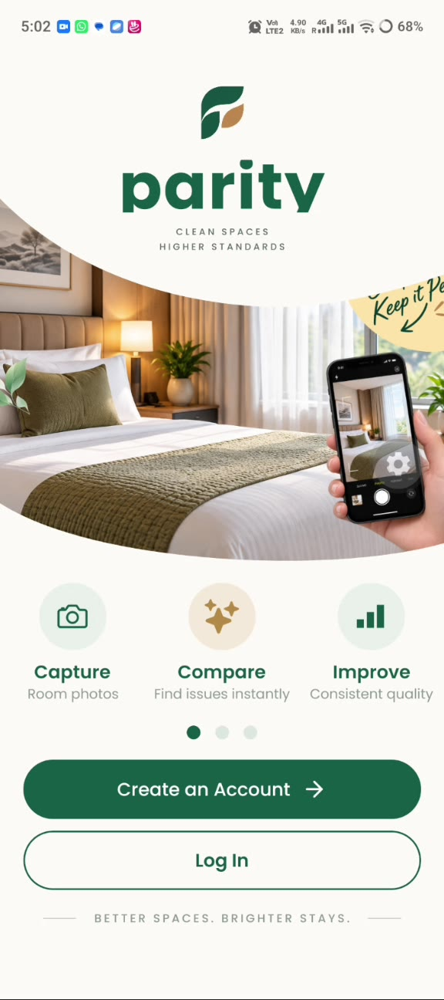 5:02
Vo))
LTE2
4.90
KB/s
4G
R
5G
68%
parity
CLEAN SPACES
HIGHER STANDARDS
Keep it Pe
Capture
Room photos
Compare
Find issues instantly
Improve
Consistent quality
Create an Account
Log In
BETTER SPACES. BRIGHTER STAYS.